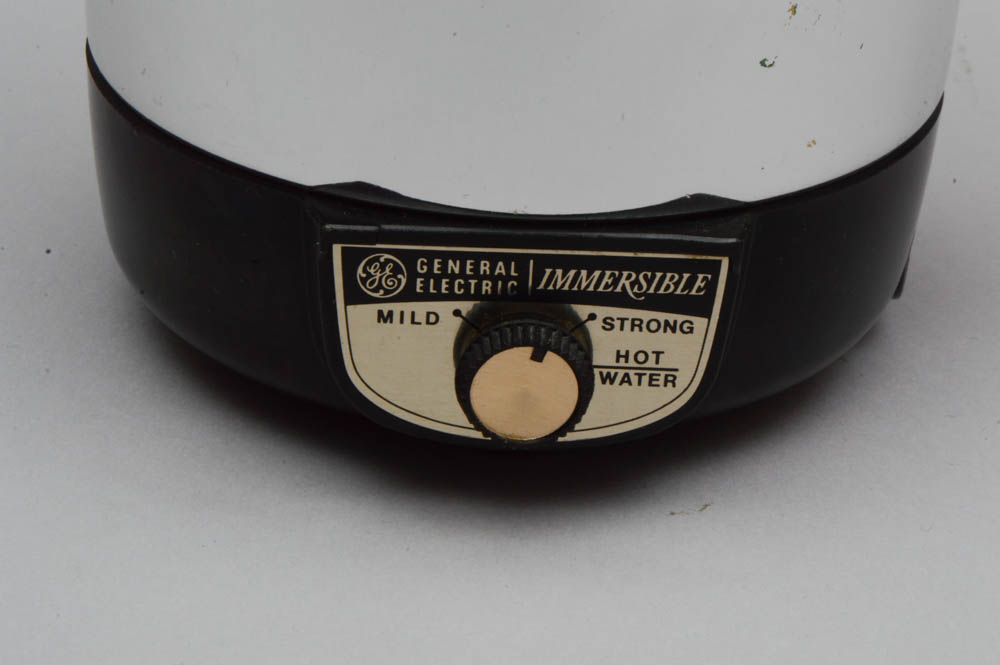 GE
GENERAL
ELECTRIC
IMMERSIBLE
MILD
STRONG
HOT
WATER